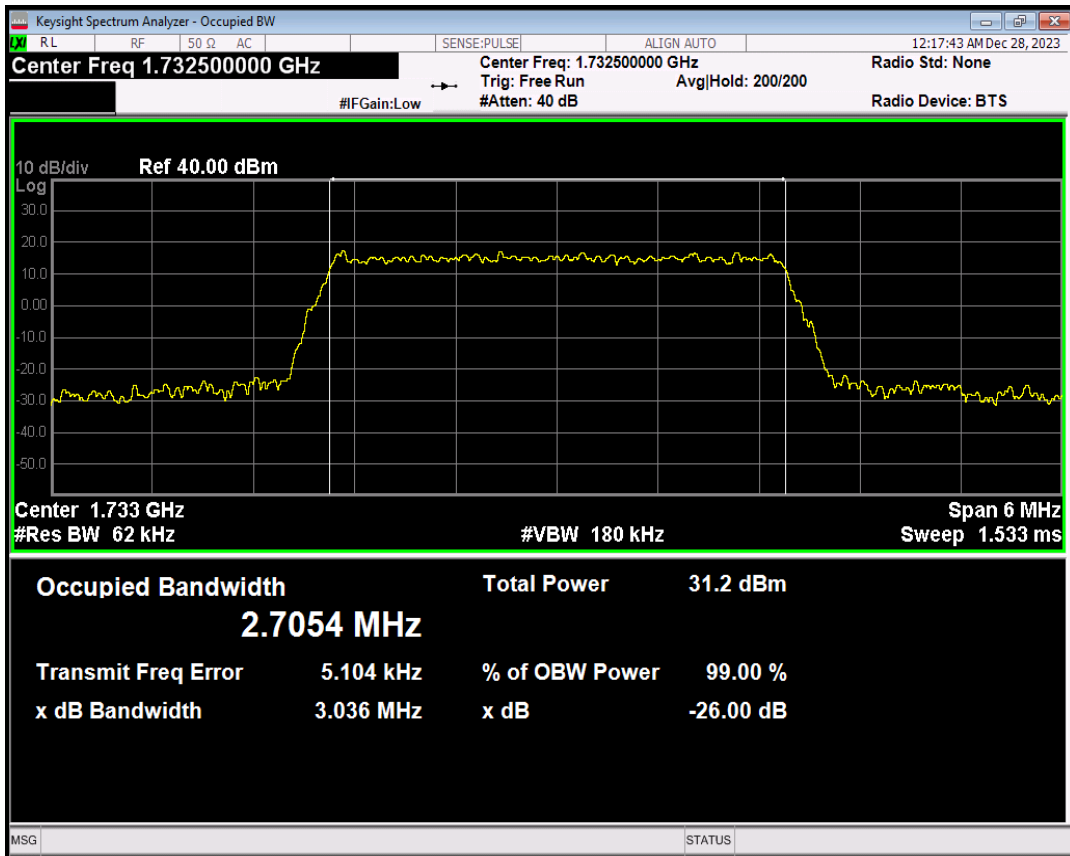 Keysight Spectrum Analyzer - Occupied BW
LXI RL RF 50 Ω AC SENSE:PULSE ALIGN AUTO 12:17:43 AM Dec 28, 2023
Center Freq 1.732500000 GHz Center Freq: 1.732500000 GHz Radio Std: None
Trig: Free Run Avg|Hold: 200/200
#IFGain:Low #Atten: 40 dB Radio Device: BTS
10 dB/div Ref 40.00 dBm
Log
30.0
20.0
10.0
0.00
-10.0
-20.0
-30.0
-40.0
-50.0
Center 1.733 GHz Span 6 MHz
#Res BW 62 kHz #VBW 180 kHz Sweep 1.533 ms
Occupied Bandwidth Total Power 31.2 dBm
2.7054 MHz
Transmit Freq Error 5.104 kHz % of OBW Power 99.00 %
x dB Bandwidth 3.036 MHz x dB -26.00 dB
MSG STATUS